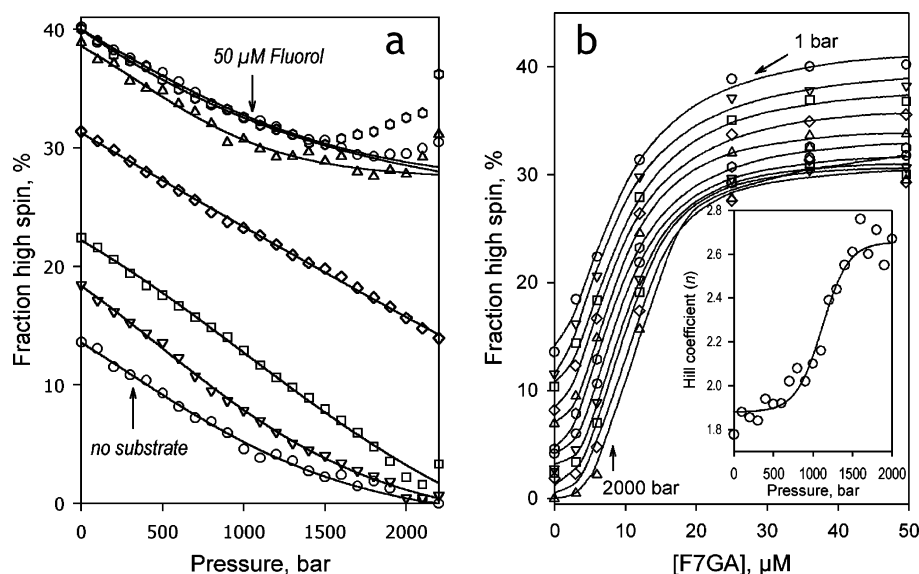 a
50 µM Fluorol
no substrate
Fraction high spin, %
40
30
20
10
0
0
500
1000
1500
2000
Pressure, bar
b
1 bar
2000 bar
Fraction high spin, %
40
30
20
10
0
0
10
20
30
40
50
[F7GA], µM
Hill coefficient (n)
2.8
2.6
2.4
2.2
2.0
1.8
0
500
1000
1500
2000
Pressure, bar